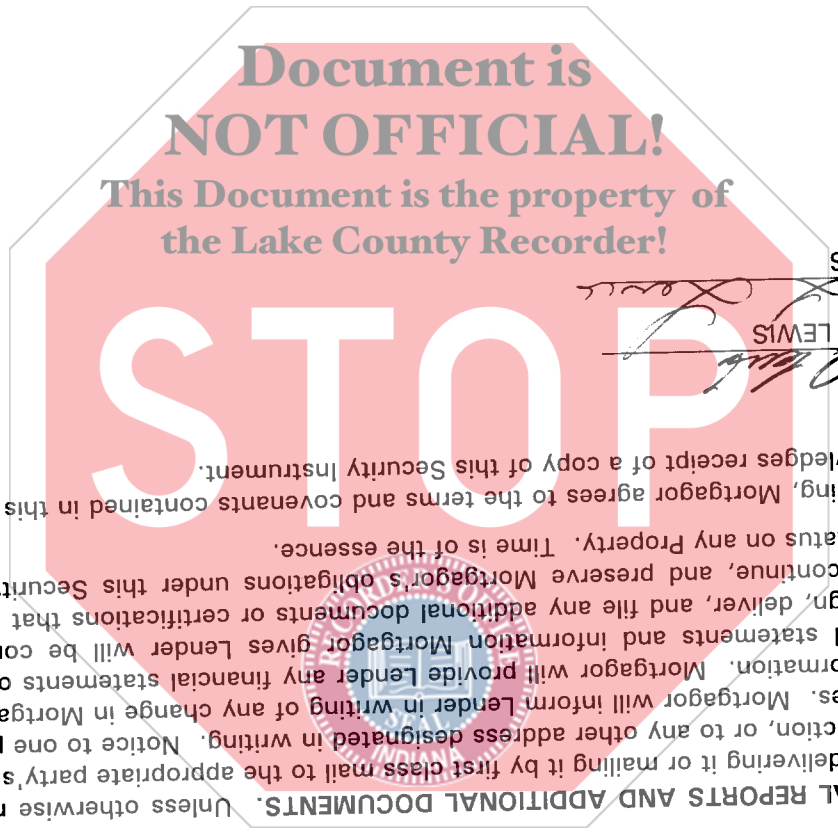 Document is
NOT OFFICIAL!
This Document is the property of
the Lake County Recorder!
STOP
SEAL
INDIANA
AL REPORTS AND ADDITIONAL DOCUMENTS. Unless otherwise
delivering it or mailing it by first class mail to the appropriate party's
ction, or to any other address designated in writing. Notice to one
es. Mortgagor will inform Lender in writing of any change in Mortga
ormation. Mortgagor will provide Lender any financial statements o
l statements and information Mortgagor gives Lender will be cor
gn, deliver, and file any additional documents or certifications that
continue, and preserve Mortgagor's obligations under this Securit
atus on any Property. Time is of the essence.
ing, Mortgagor agrees to the terms and covenants contained in this
ledges receipt of a copy of this Security Instrument.
LEWIS
Lewis
S